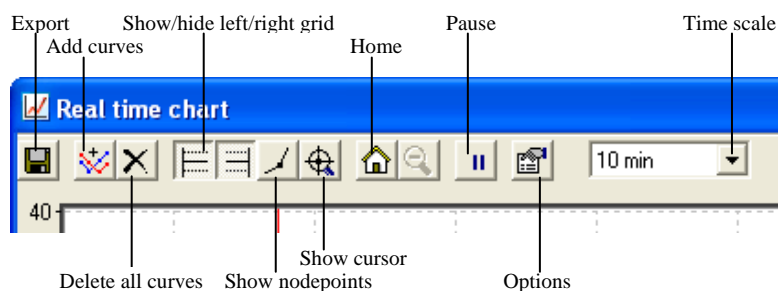 Export Show/hide left/right grid Pause Time scale
Add curves Home
Real time chart
10 min
40
Show cursor
Delete all curves Show nodepoints Options